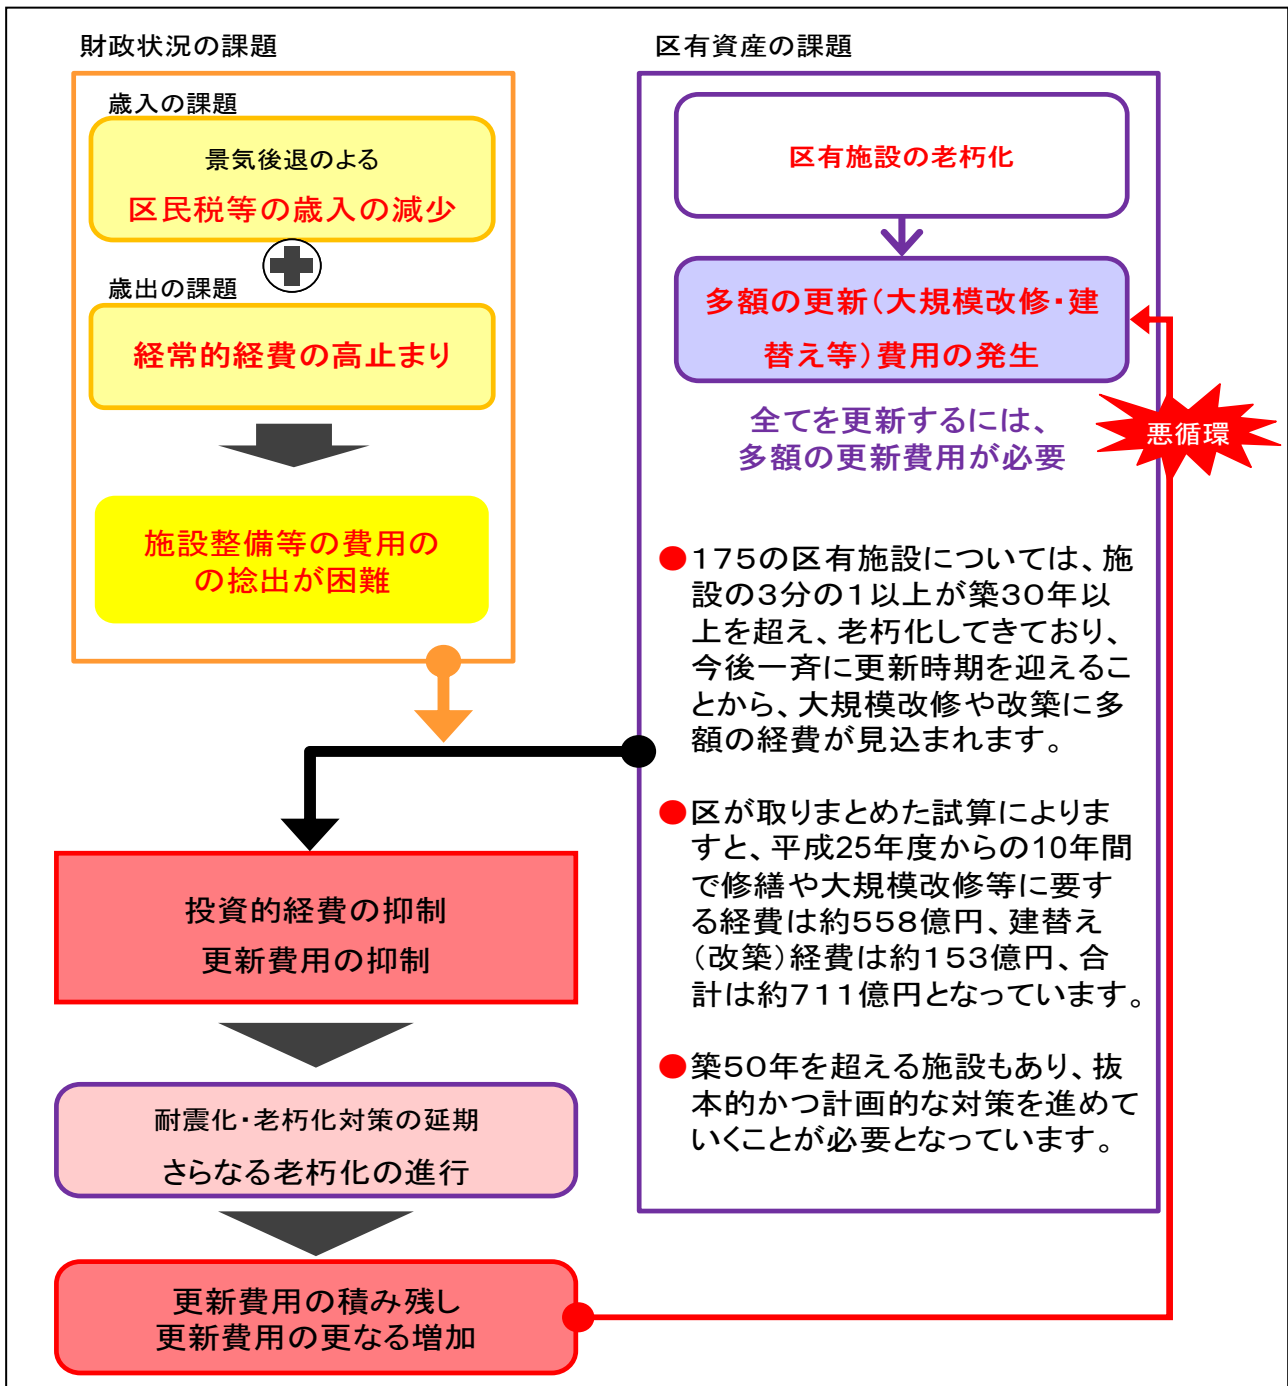 財政状況の課題
歳入の課題
景気後退のよる
区民税等の歳入の減少
歳出の課題
経常的経費の高止まり
施設整備等の費用の
の捻出が困難
区有資産の課題
区有施設の老朽化
多額の更新(大規模改修・建
替え等)費用の発生
全てを更新するには、
多額の更新費用が必要
悪循環
●175の区有施設については、施
設の3分の1以上が築30年以
上を超え、老朽化してきており、
今後一斉に更新時期を迎えるこ
とから、大規模改修や改築に多
額の経費が見込まれます。
●区が取りまとめた試算によりま
すと、平成25年度からの10年間
で修繕や大規模改修等に要す
る経費は約558億円、建替え
(改築)経費は約153億円、合
計は約711億円となっています。
●築50年を超える施設もあり、抜
本的かつ計画的な対策を進めて
いくことが必要となっています。
投資的経費の抑制
更新費用の抑制
耐震化・老朽化対策の延期
さらなる老朽化の進行
更新費用の積み残し
更新費用の更なる増加